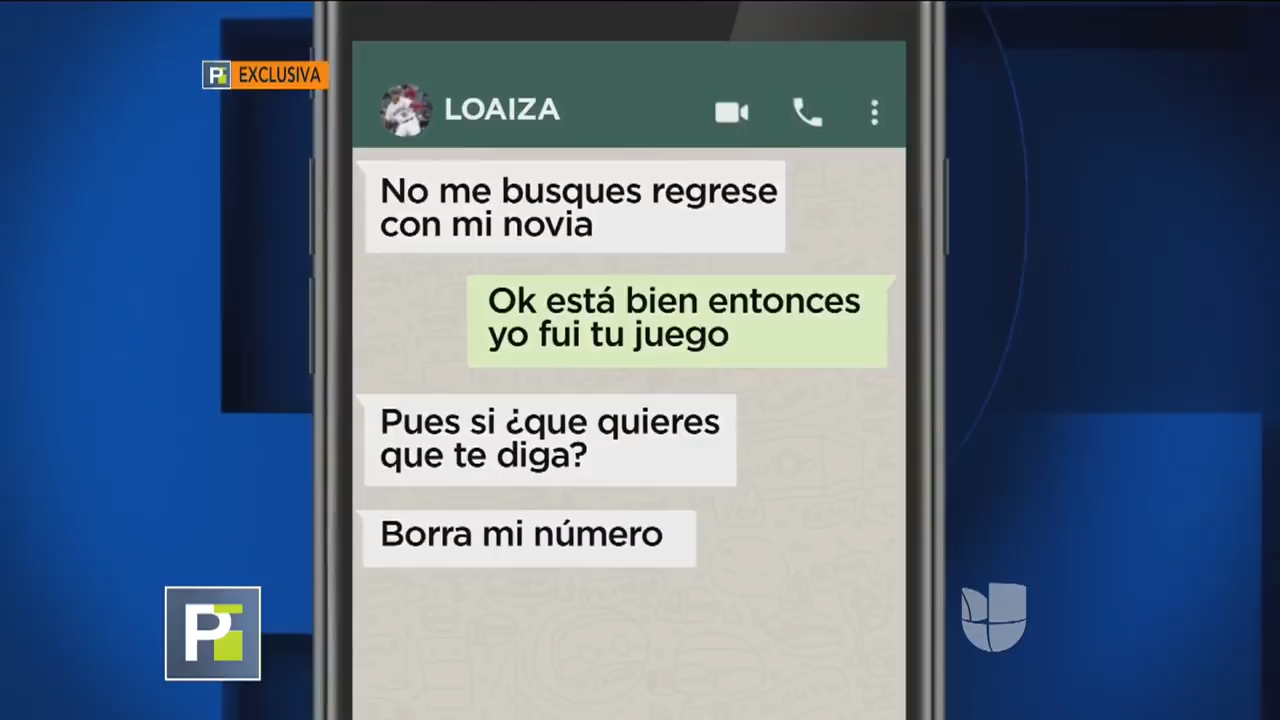 EXCLUSIVA
LOAIZA
No me busques regrese
con mi novia
Ok está bien entonces
yo fui tu juego
Pues si ¿que quieres
que te diga?
Borra mi número